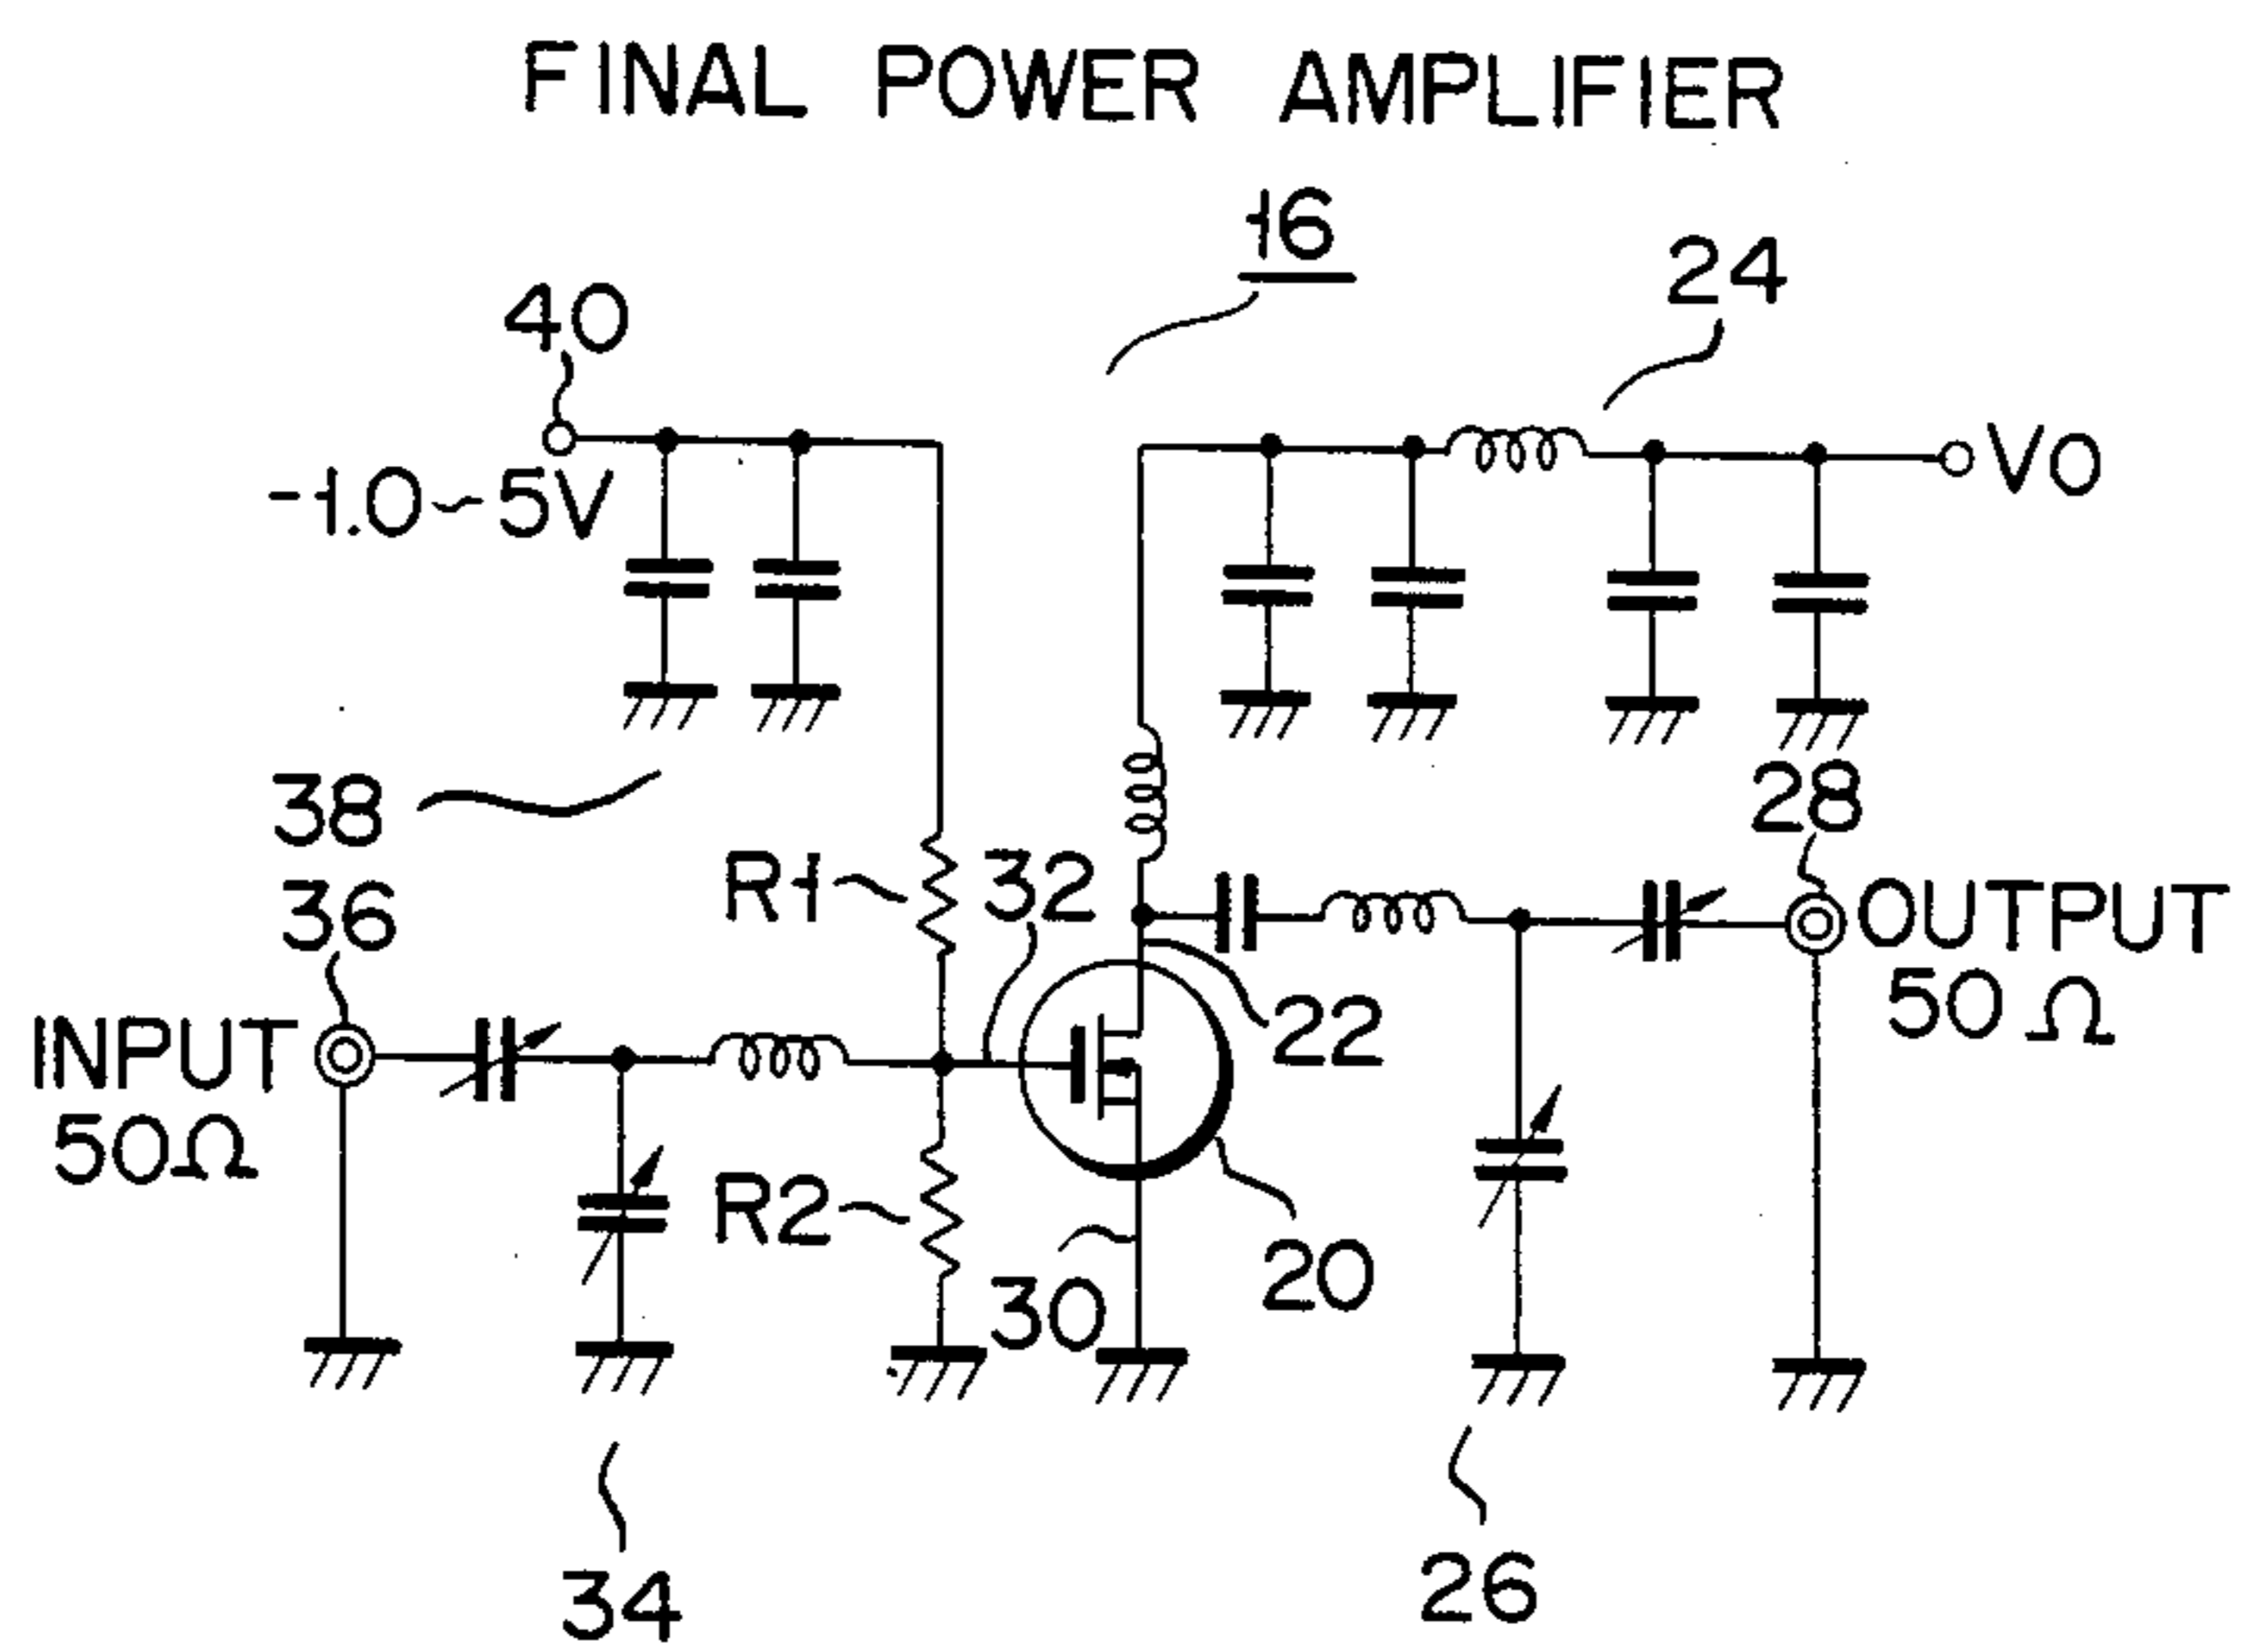 FINAL POWER AMPLIFIER
16
24
40
-1.0~-5V
VO
38
28
36
R1
32
OUTPUT
50Ω
22
INPUT
50Ω
R2
20
30
34
26